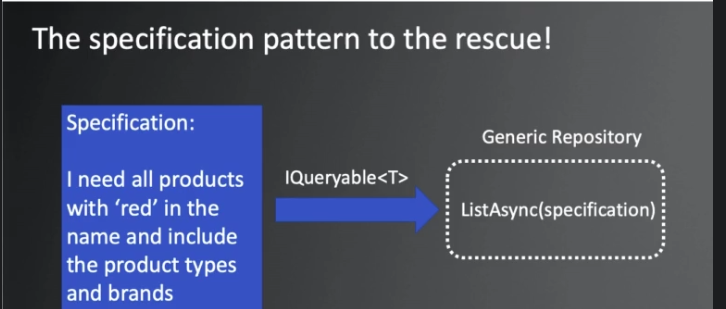 The specification pattern to the rescue!
Specification:
I need all products
with ‘red’ in the
name and include
the product types
and brands
IQueryable<T>
Generic Repository
ListAsync(specification)